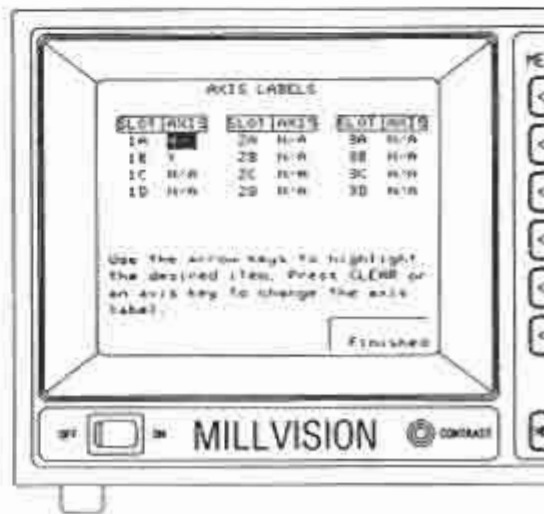 ME
AXIS LABELS
SLOT AXIS SLOT AXIS SLOT AXIS
1A 2A N/A 3A N/A
1B Y 2B N/A 3B N/A
1C N/A 2C N/A 3C N/A
1D N/A 2D N/A 3D N/A
Use the arrow keys to highlight
the desired item. Press CLEAR or
an axis key to change the axis
label.
Finished
OFF ON MILLVISION CONTRAST